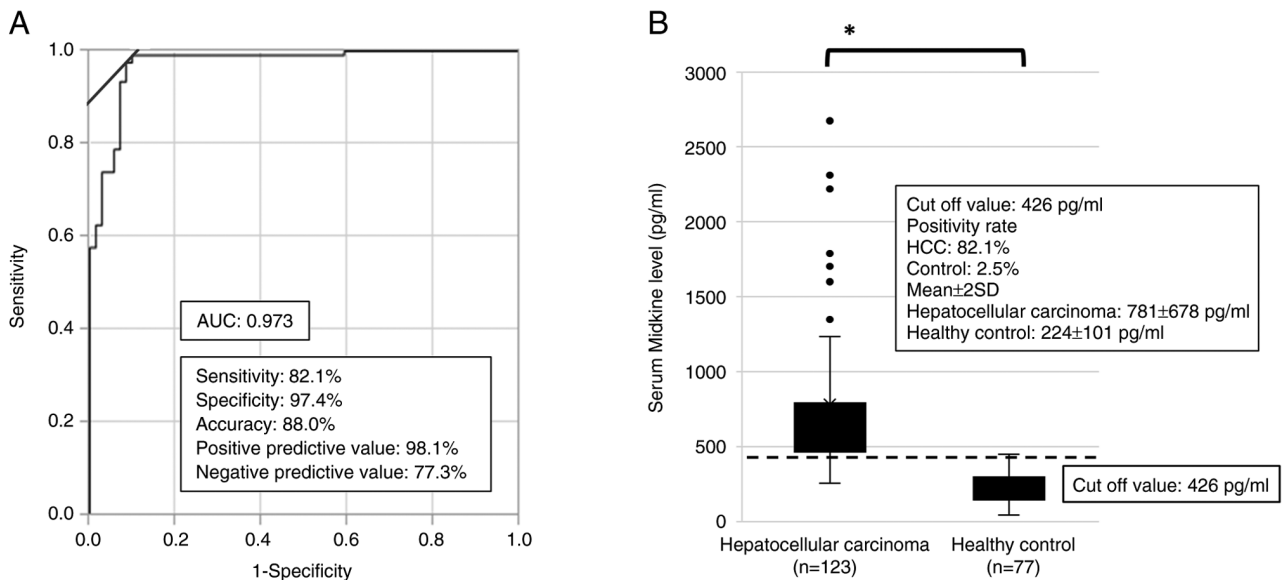 A
1.0
0.8
0.6
0.4
0.2
0.0
Sensitivity
AUC: 0.973
Sensitivity: 82.1%
Specificity: 97.4%
Accuracy: 88.0%
Positive predictive value: 98.1%
Negative predictive value: 77.3%
0.0 0.2 0.4 0.6 0.8 1.0
1-Specificity
B
*
3000
2500
2000
1500
1000
500
0
Serum Midkine level (pg/ml)
Cut off value: 426 pg/ml
Positivity rate
HCC: 82.1%
Control: 2.5%
Mean±2SD
Hepatocellular carcinoma: 781±678 pg/ml
Healthy control: 224±101 pg/ml
Cut off value: 426 pg/ml
Hepatocellular carcinoma Healthy control
(n=123) (n=77)